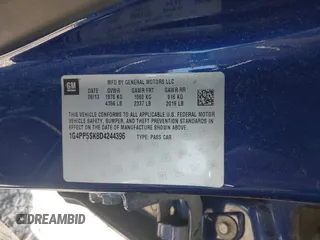 GM
MFD BY GENERAL MOTORS LLC
DATE GVWR GAWR FRT GAWR RR
08/13 1976 KG 1060 KG 916 KG
4356 LB 2337 LB 2019 LB
THIS VEHICLE CONFORMS TO ALL APPLICABLE U.S. FEDERAL MOTOR VEHICLE
SAFETY, BUMPER, AND THEFT PREVENTION STANDARDS IN EFFECT ON
THE DATE OF MANUFACTURE SHOWN ABOVE.
1G4PP5SK8D4244396 TYPE: PASS CAR
DREAMBID